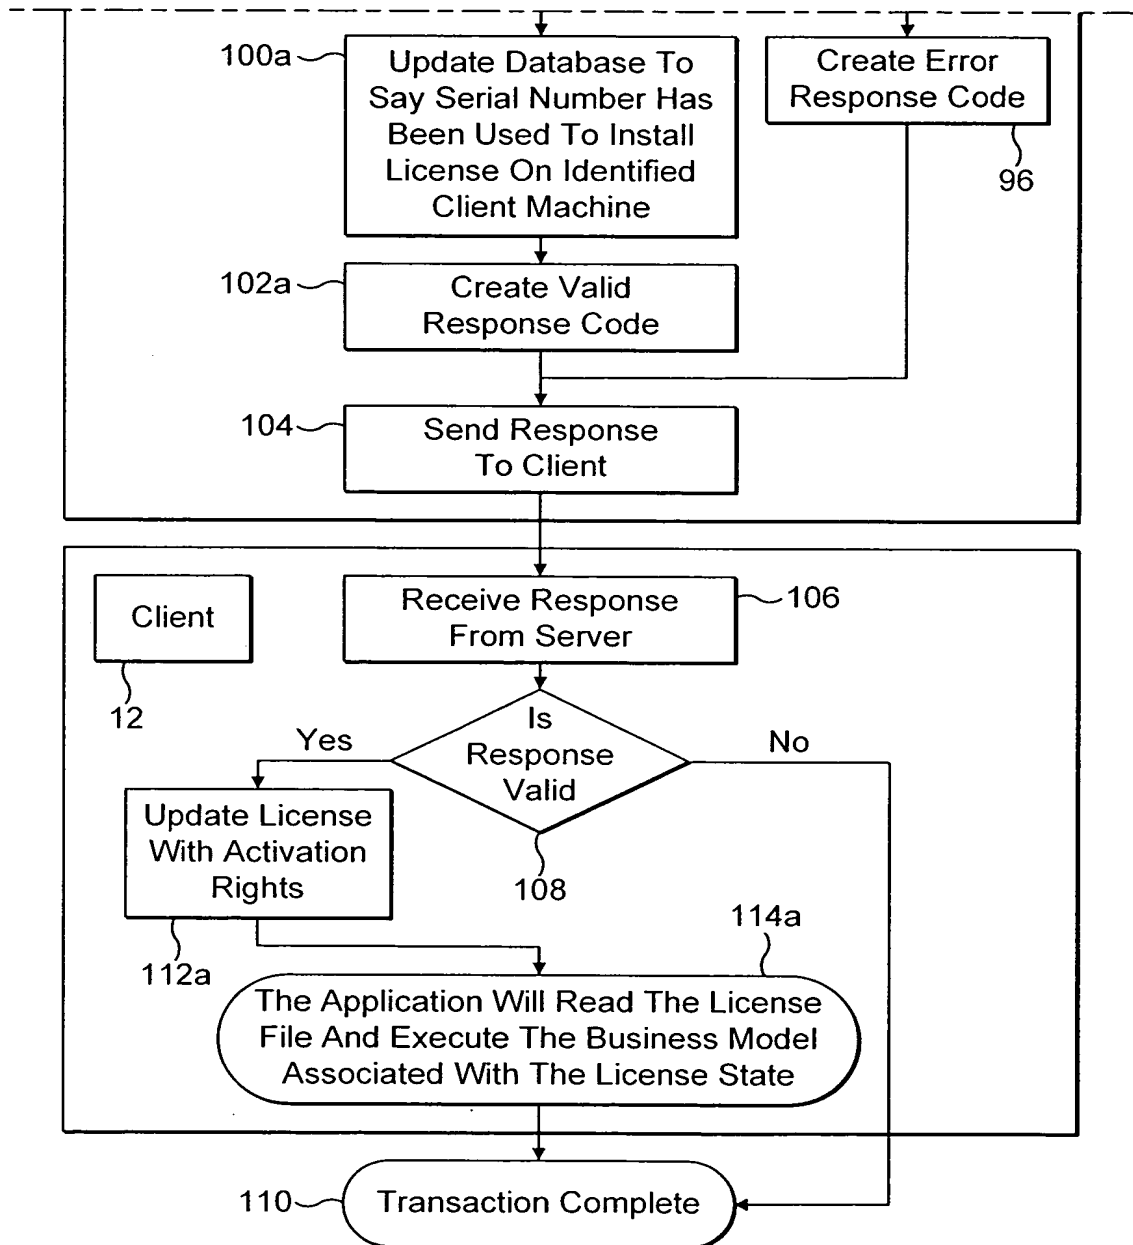 100a
Update Database To
Say Serial Number Has
Been Used To Install
License On Identified
Client Machine
Create Error
Response Code
96
102a
Create Valid
Response Code
104
Send Response
To Client
Client
12
Receive Response
From Server
106
Is
Response
Valid
Yes
No
108
Update License
With Activation
Rights
112a
114a
The Application Will Read The License
File And Execute The Business Model
Associated With The License State
110
Transaction Complete